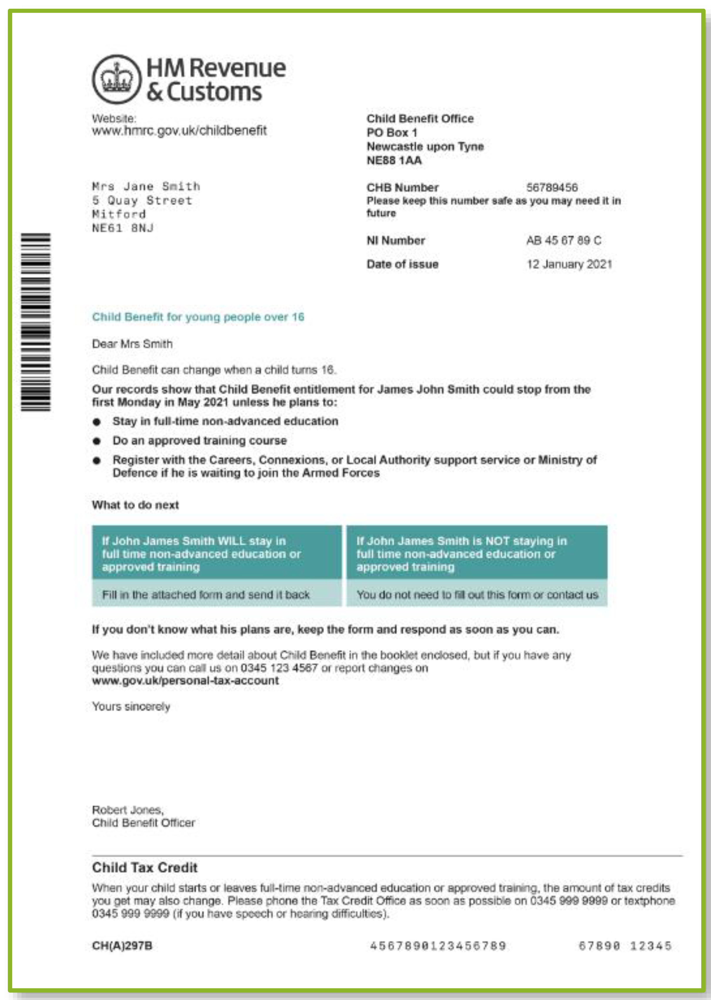 HM Revenue
& Customs
Website:
www.hmrc.gov.uk/childbenefit
Child Benefit Office
PO Box 1
Newcastle upon Tyne
NE88 1AA
Mrs Jane Smith
5 Quay Street
Mitford
NE61 8NJ
CHB Number 56789456
Please keep this number safe as you may need it in
future
NI Number AB 45 67 89 C
Date of issue 12 January 2021
Child Benefit for young people over 16
Dear Mrs Smith
Child Benefit can change when a child turns 16.
Our records show that Child Benefit entitlement for James John Smith could stop from the
first Monday in May 2021 unless he plans to:
● Stay in full-time non-advanced education
● Do an approved training course
● Register with the Careers, Connexions, or Local Authority support service or Ministry of
Defence if he is waiting to join the Armed Forces
What to do next
If John James Smith WILL stay in
full time non-advanced education or
approved training
Fill in the attached form and send it back
If John James Smith is NOT staying in
full time non-advanced education or
approved training
You do not need to fill out this form or contact us
If you don't know what his plans are, keep the form and respond as soon as you can.
We have included more detail about Child Benefit in the booklet enclosed, but if you have any
questions you can call us on 0345 123 4567 or report changes on
www.gov.uk/personal-tax-account
Yours sincerely
Robert Jones,
Child Benefit Officer
Child Tax Credit
When your child starts or leaves full-time non-advanced education or approved training, the amount of tax credits
you get may also change. Please phone the Tax Credit Office as soon as possible on 0345 999 9999 or textphone
0345 999 9999 (if you have speech or hearing difficulties).
CH(A)297B 4567890123456789 67890 12345